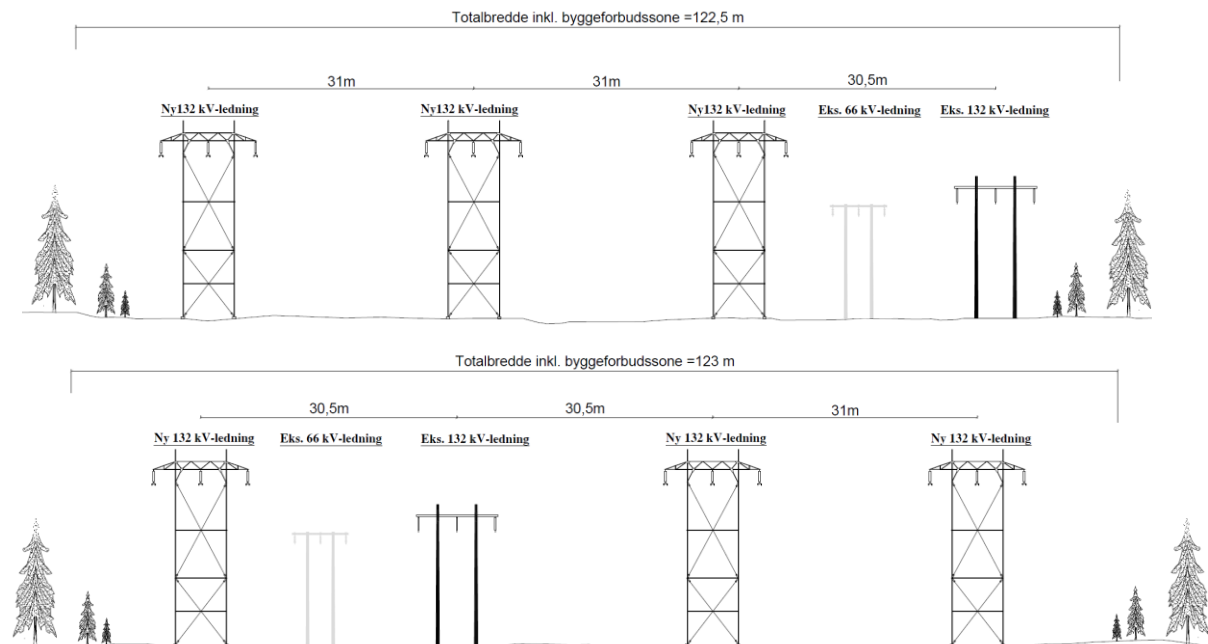 Totalbredde inkl. byggeforbudssone =122,5 m
31m 31m 30,5m
Ny132 kV-ledning Ny132 kV-ledning Ny132 kV-ledning Eks. 66 kV-ledning Eks. 132 kV-ledning
Totalbredde inkl. byggeforbudssone =123 m
30,5m 30,5m 31m
Ny 132 kV-ledning Eks. 66 kV-ledning Eks. 132 kV-ledning Ny 132 kV-ledning Ny 132 kV-ledning